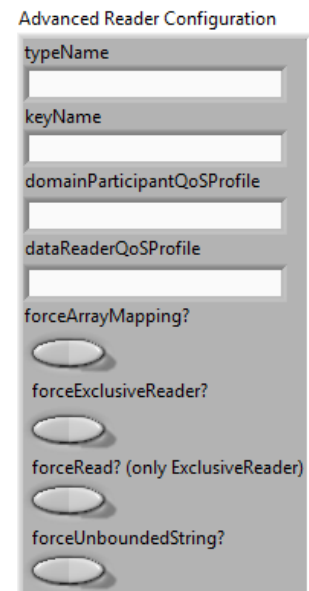 Advanced Reader Configuration
typeName
keyName
domainParticipantQoSProfile
dataReaderQoSProfile
forceArrayMapping?
forceExclusiveReader?
forceRead? (only ExclusiveReader)
forceUnboundedString?